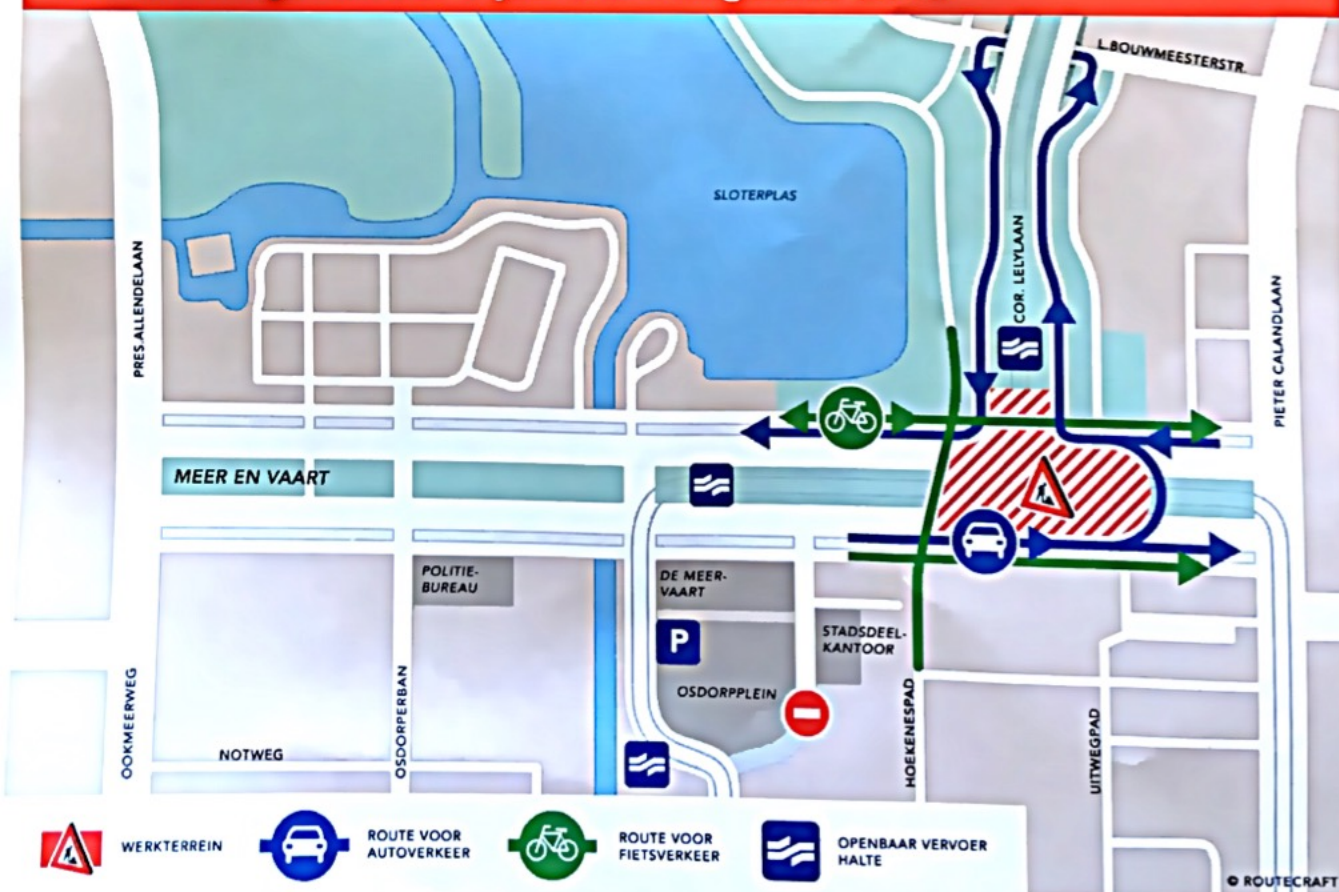 L.BOUWMEESTERSTR.
SLOTERPLAS
COR. LELYLAAN
PRES.ALLENDELAAN
PIETER CALANDLAAN
MEER EN VAART
POLITIE-
BUREAU
DE MEER-
VAART
P
STADSDEEL-
KANTOOR
OSDORPPLEIN
OOKMEERWEG
OSDORPERBAN
HOEKENESPAD
UITWEGPAD
NOTWEG
WERKTERREIN
ROUTE VOOR
AUTOVERKEER
ROUTE VOOR
FIETSVERKEER
OPENBAAR VERVOER
HALTE
© ROUTECRAFT